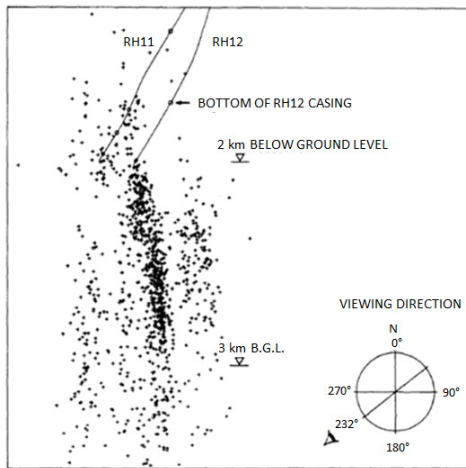 RH11
RH12
BOTTOM OF RH12 CASING
2 km BELOW GROUND LEVEL
3 km B.G.L.
VIEWING DIRECTION
N
0°
270°
90°
232°
180°